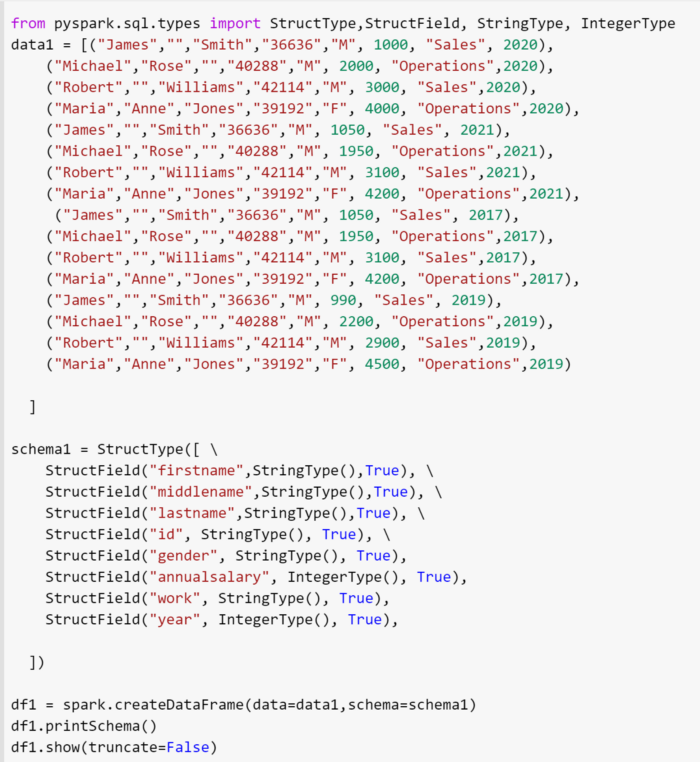 from pyspark.sql.types import StructType,StructField, StringType, IntegerType
data1 = [("James","","Smith","36636","M", 1000, "Sales", 2020),
    ("Michael","Rose","","40288","M", 2000, "Operations",2020),
    ("Robert","","Williams","42114","M", 3000, "Sales",2020),
    ("Maria","Anne","Jones","39192","F", 4000, "Operations",2020),
    ("James","","Smith","36636","M", 1050, "Sales", 2021),
    ("Michael","Rose","","40288","M", 1950, "Operations",2021),
    ("Robert","","Williams","42114","M", 3100, "Sales",2021),
    ("Maria","Anne","Jones","39192","F", 4200, "Operations",2021),
     ("James","","Smith","36636","M", 1050, "Sales", 2017),
    ("Michael","Rose","","40288","M", 1950, "Operations",2017),
    ("Robert","","Williams","42114","M", 3100, "Sales",2017),
    ("Maria","Anne","Jones","39192","F", 4200, "Operations",2017),
    ("James","","Smith","36636","M", 990, "Sales", 2019),
    ("Michael","Rose","","40288","M", 2200, "Operations",2019),
    ("Robert","","Williams","42114","M", 2900, "Sales",2019),
    ("Maria","Anne","Jones","39192","F", 4500, "Operations",2019)
  ]
schema1 = StructType([ \
    StructField("firstname",StringType(),True), \
    StructField("middlename",StringType(),True), \
    StructField("lastname",StringType(),True), \
    StructField("id", StringType(), True), \
    StructField("gender", StringType(), True),
    StructField("annualsalary", IntegerType(), True),
    StructField("work", StringType(), True),
    StructField("year", IntegerType(), True),
  ])
df1 = spark.createDataFrame(data=data1,schema=schema1)
df1.printSchema()
df1.show(truncate=False)